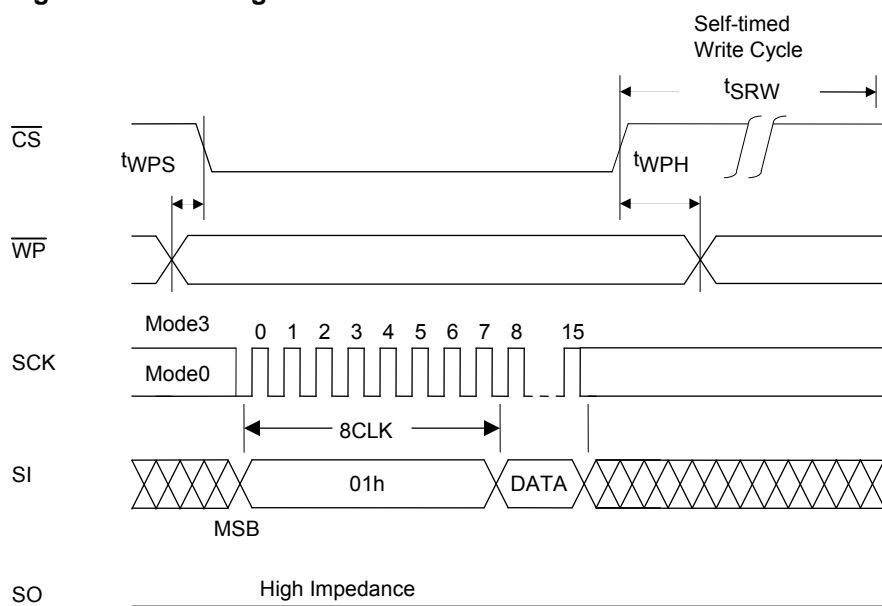 Self-timed
Write Cycle
tSRW
CS
tWPS
tWPH
WP
Mode3
0 1 2 3 4 5 6 7 8 15
SCK
Mode0
8CLK
SI
01h
DATA
MSB
High Impedance
SO